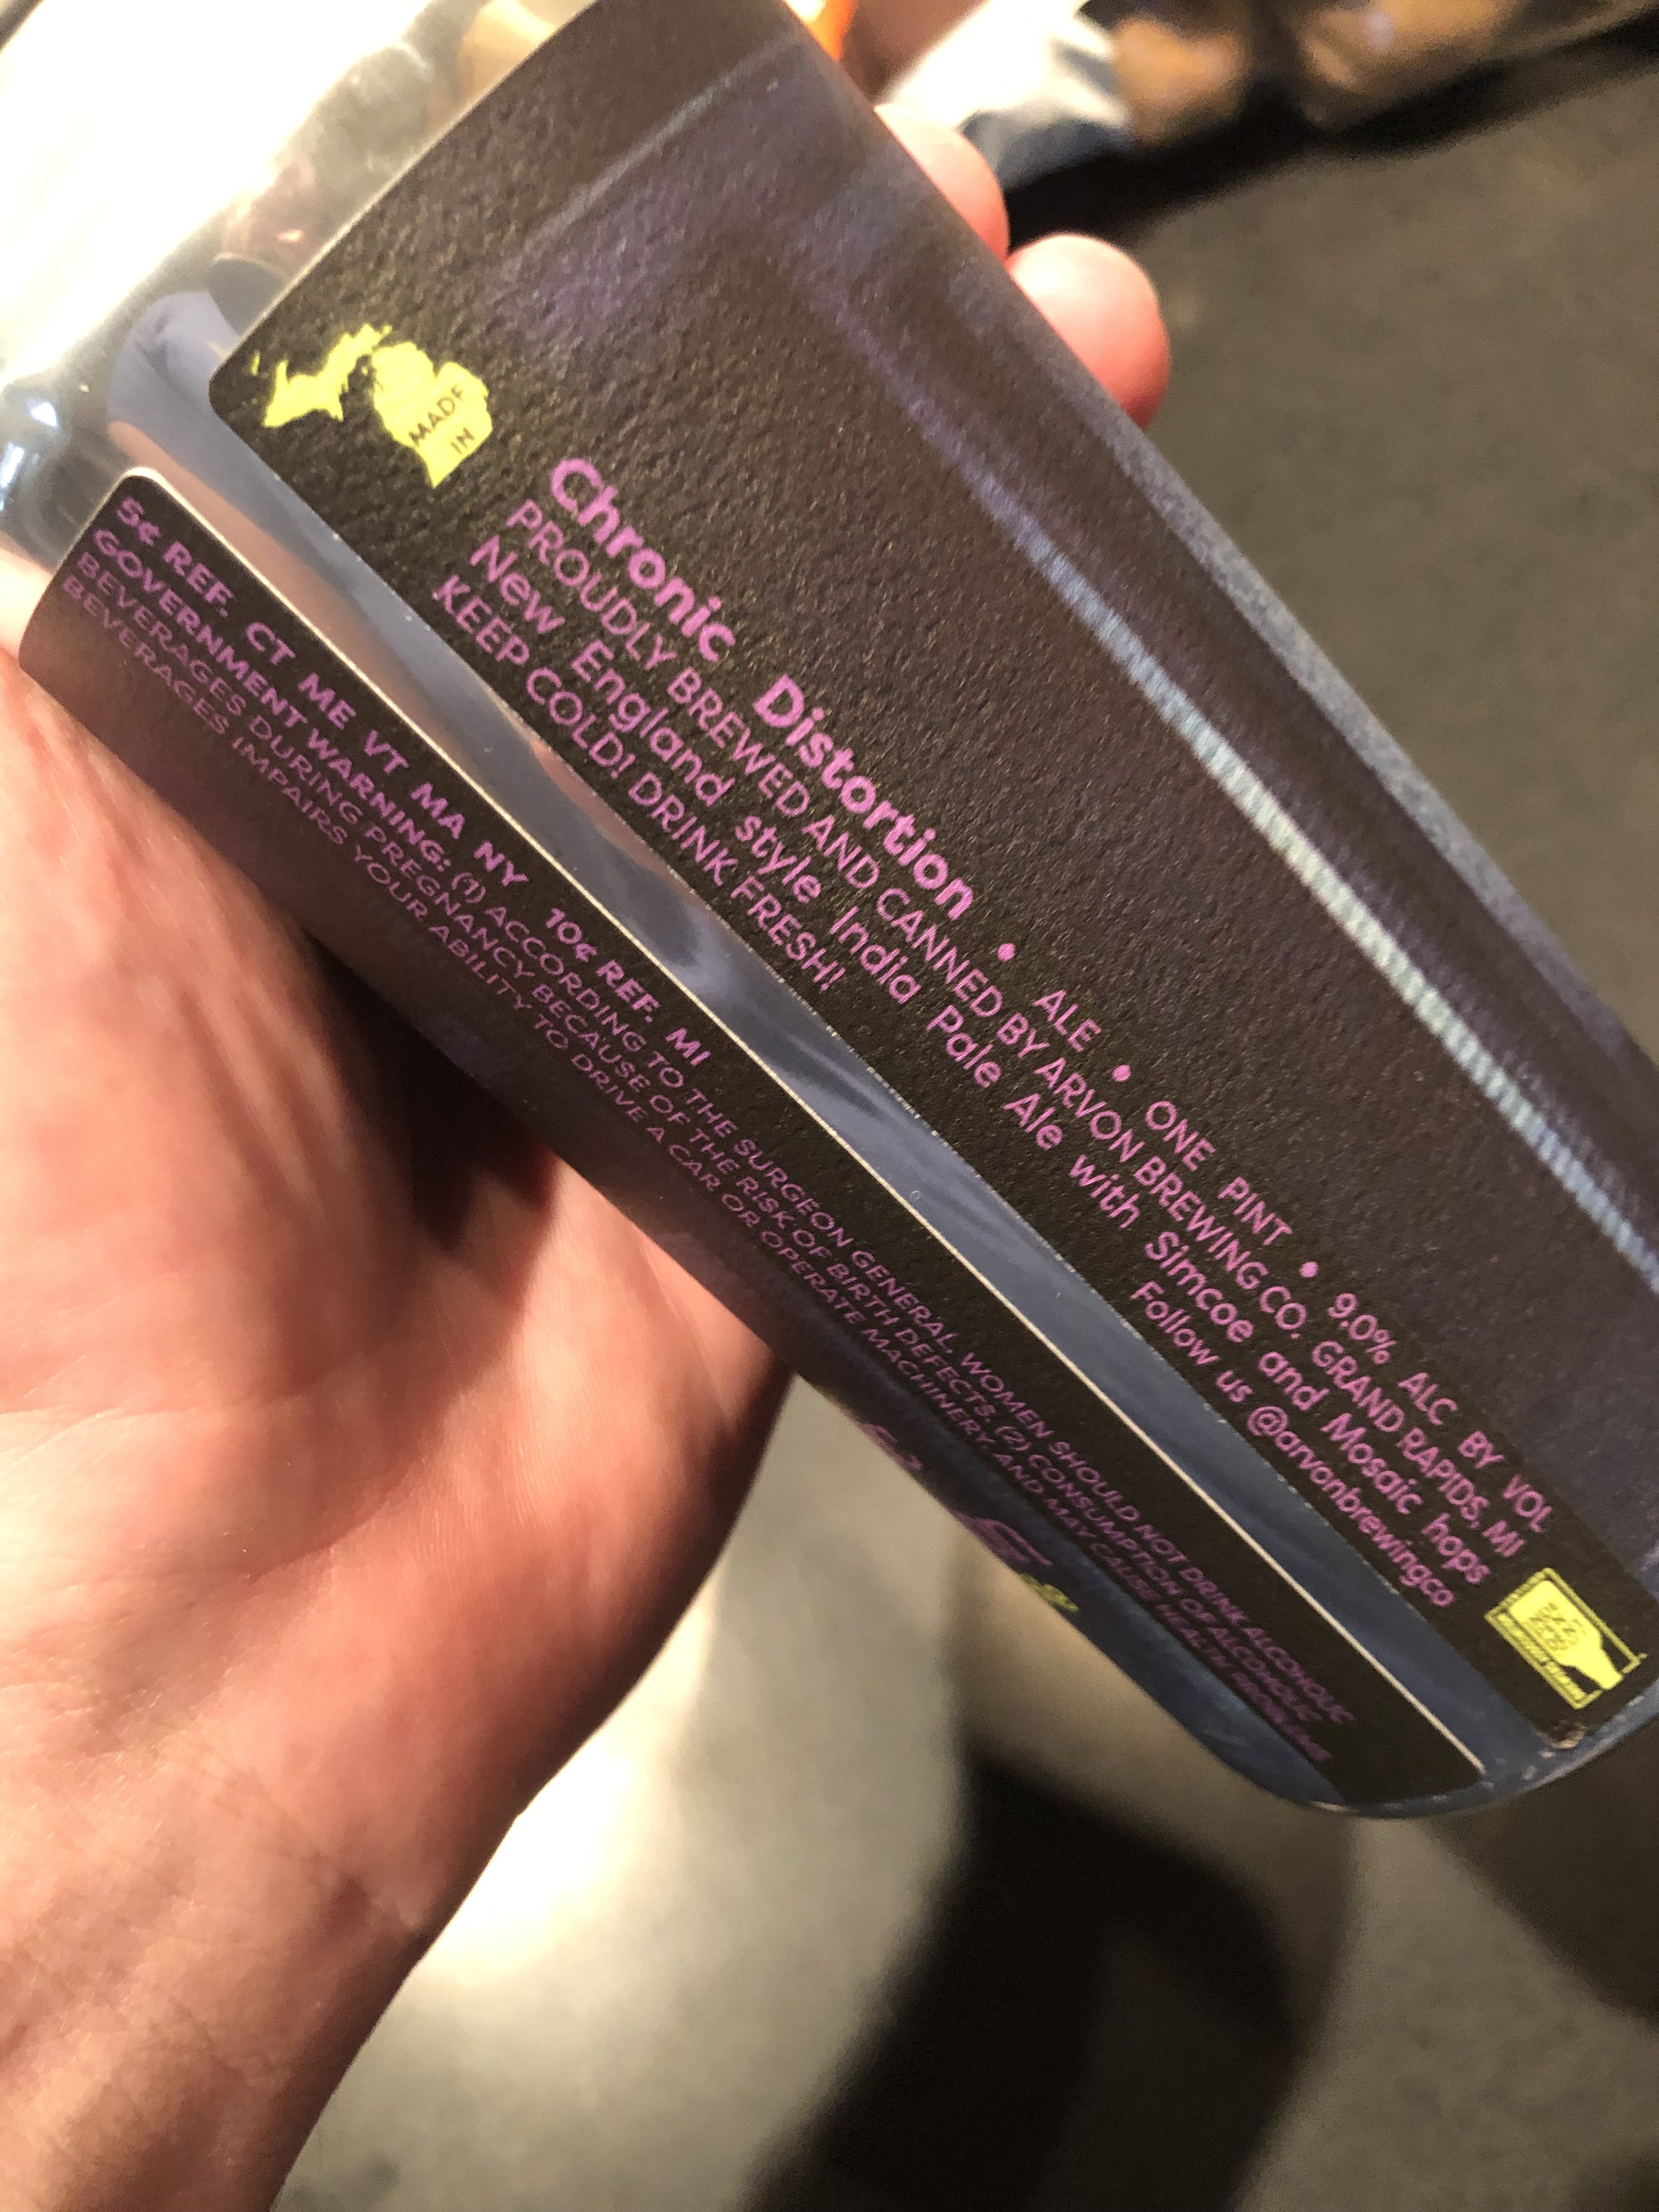 MADE
IN
Chronic Distortion • ALE • ONE PINT • 9.0% ALC BY VOL
PROUDLY BREWED AND CANNED BY ARVON BREWING CO. GRAND RAPIDS, MI
New England style India Pale Ale with Simcoe and Mosaic hops
KEEP COLD! DRINK FRESH!
Follow us @arvonbrewingco
5¢ REF. CT ME VT MA NY 10¢ REF. MI
GOVERNMENT WARNING: (1) ACCORDING TO THE SURGEON GENERAL, WOMEN SHOULD NOT DRINK ALCOHOLIC
BEVERAGES DURING PREGNANCY BECAUSE OF THE RISK OF BIRTH DEFECTS. (2) CONSUMPTION OF ALCOHOLIC
BEVERAGES IMPAIRS YOUR ABILITY TO DRIVE A CAR OR OPERATE MACHINERY, AND MAY CAUSE HEALTH PROBLEMS